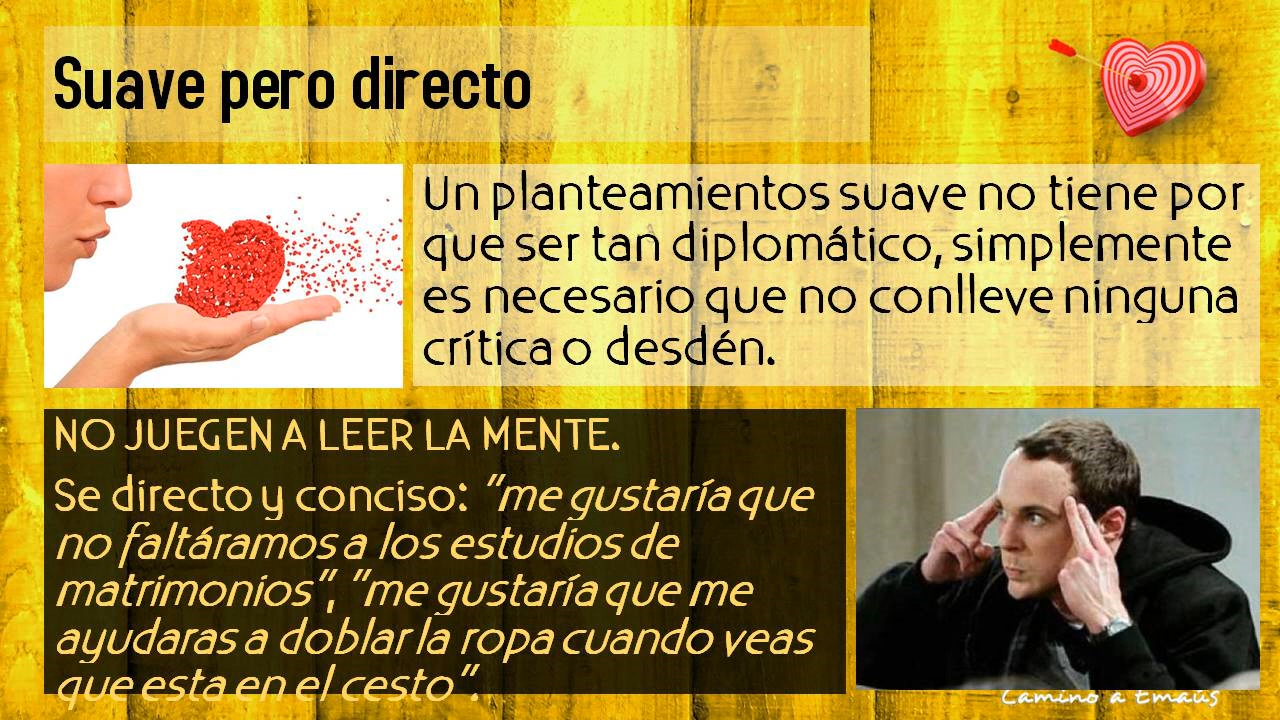 Suave pero directo
Un planteamientos suave no tiene por
que ser tan diplomático, simplemente
es necesario que no conlleve ninguna
crítica o desdén.
NO JUEGEN A LEER LA MENTE.
Se directo y conciso: "me gustaría que
no faltáramos a los estudios de
matrimonios", "me gustaría que me
ayudaras a doblar la ropa cuando veas
que esta en el cesto".
Camino a Emaús